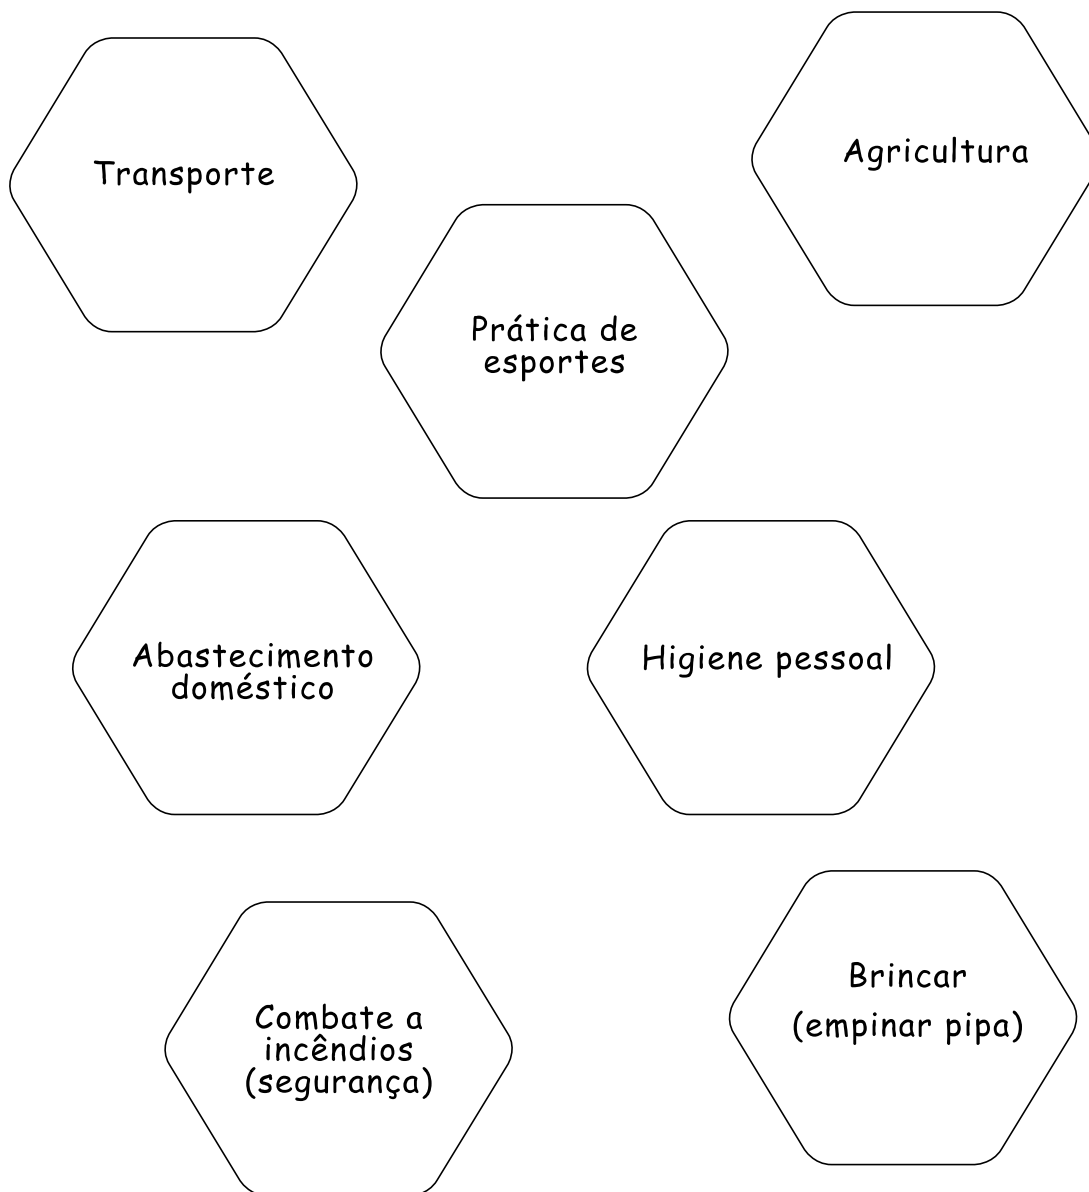 Transporte
Agricultura
Prática de
esportes
Abastecimento
doméstico
Higiene pessoal
Combate a
incêndios
(segurança)
Brincar
(empinar pipa)